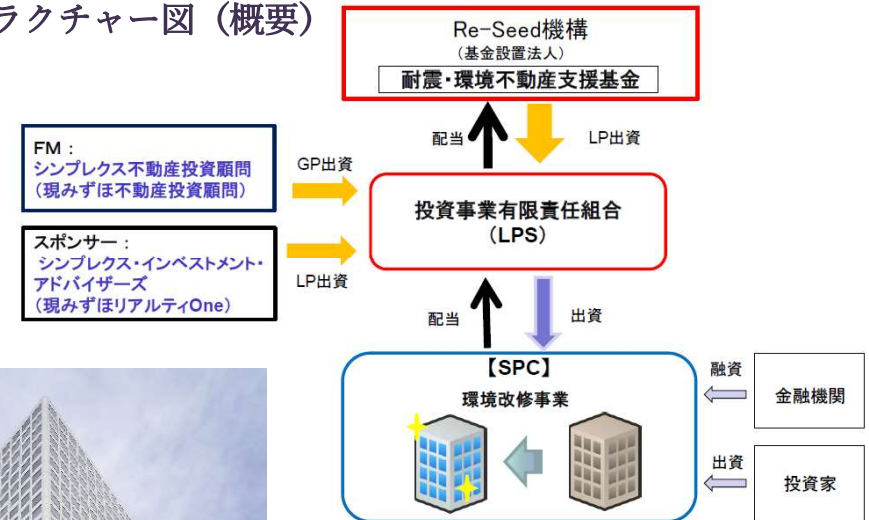 ラクチャー図（概要）
Re-Seed機構
（基金設置法人）
耐震・環境不動産支援基金
配当
LP出資
FM：
シンプレクス不動産投資顧問
（現みずほ不動産投資顧問）
GP出資
投資事業有限責任組合
（LPS）
スポンサー：
シンプレクス・インベストメント・
アドバイザーズ
（現みずほリアルティOne）
LP出資
配当
出資
【SPC】
環境改修事業
融資
金融機関
出資
投資家